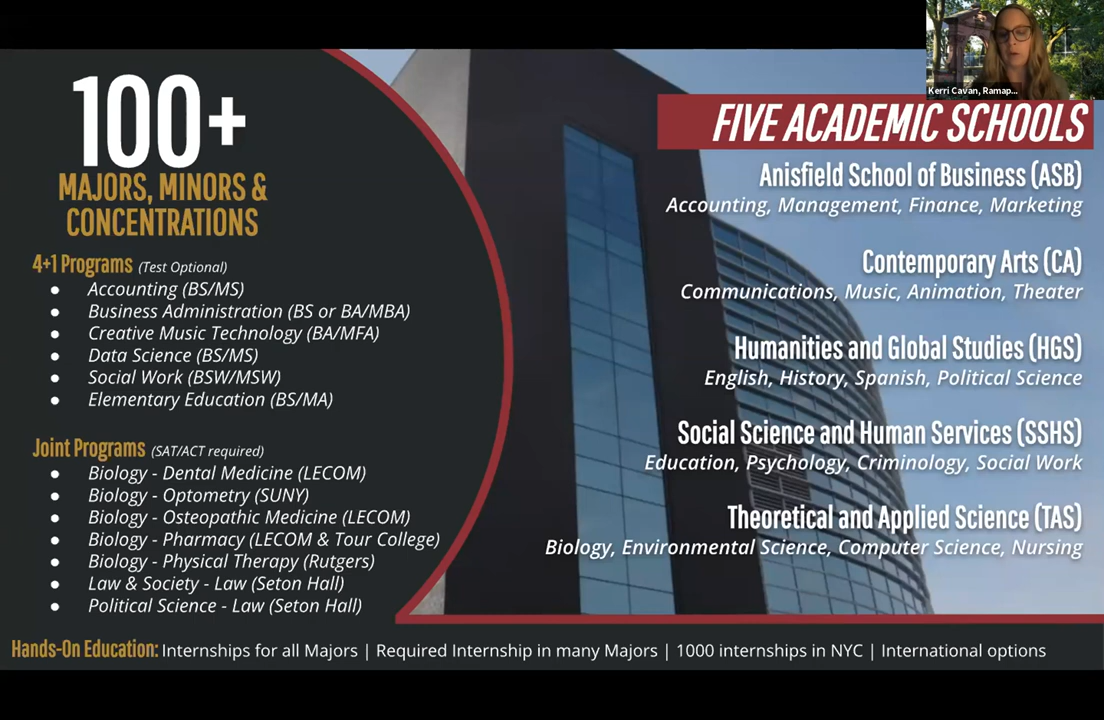 100+
MAJORS, MINORS &
CONCENTRATIONS
4+1 Programs (Test Optional)
● Accounting (BS/MS)
● Business Administration (BS or BA/MBA)
● Creative Music Technology (BA/MFA)
● Data Science (BS/MS)
● Social Work (BSW/MSW)
● Elementary Education (BS/MA)
Joint Programs (SAT/ACT required)
● Biology - Dental Medicine (LECOM)
● Biology - Optometry (SUNY)
● Biology - Osteopathic Medicine (LECOM)
● Biology - Pharmacy (LECOM & Tour College)
● Biology - Physical Therapy (Rutgers)
● Law & Society - Law (Seton Hall)
● Political Science - Law (Seton Hall)
Kerri Cavan, Ramap...
FIVE ACADEMIC SCHOOLS
Anisfield School of Business (ASB)
Accounting, Management, Finance, Marketing
Contemporary Arts (CA)
Communications, Music, Animation, Theater
Humanities and Global Studies (HGS)
English, History, Spanish, Political Science
Social Science and Human Services (SSHS)
Education, Psychology, Criminology, Social Work
Theoretical and Applied Science (TAS)
Biology, Environmental Science, Computer Science, Nursing
Hands-On Education: Internships for all Majors | Required Internship in many Majors | 1000 internships in NYC | International options